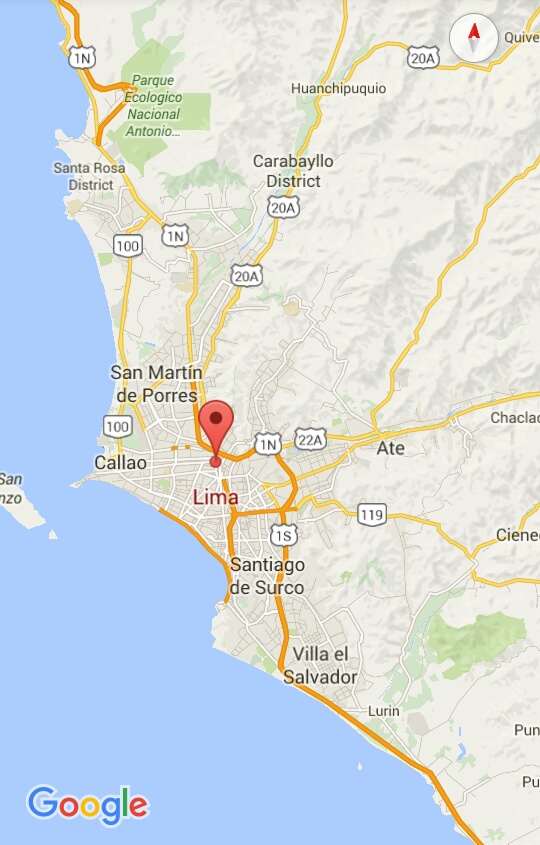 1N
20A
Quive
Parque
Ecologico
Nacional
Antonio...
Huanchipuquio
Santa Rosa
District
Carabayllo
District
20A
1N
100
20A
San Martín
de Porres
100
1N
22A
Chaclac
Callao
Ate
San
nzo
Lima
119
1S
Ciene
Santiago
de Surco
Villa el
Salvador
Lurin
Pun
Pu
Google